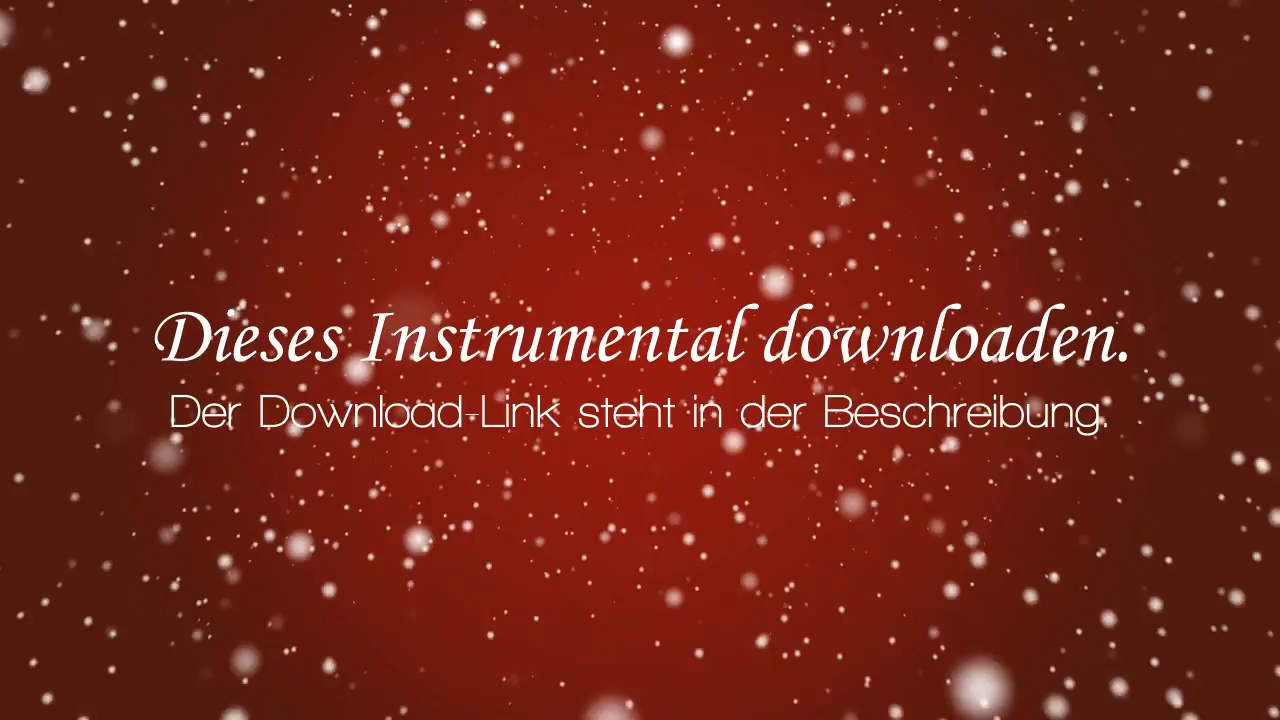 Dieses Instrumental downloaden.
Der Download-Link steht in der Beschreibung.